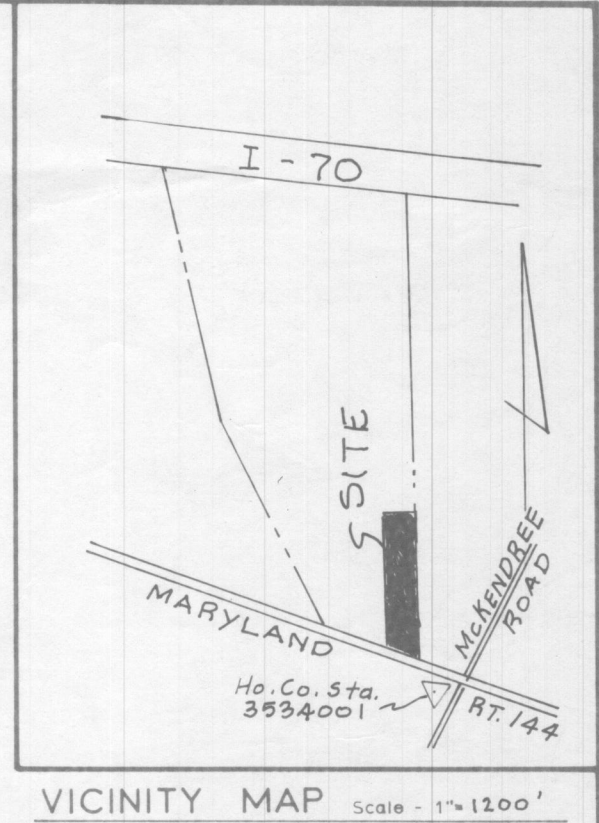 I-70
SITE
McKENDREE
ROAD
MARYLAND
RT. 144
Ho. Co. Sta.
3534001
VICINITY MAP Scale - 1"= 1200'